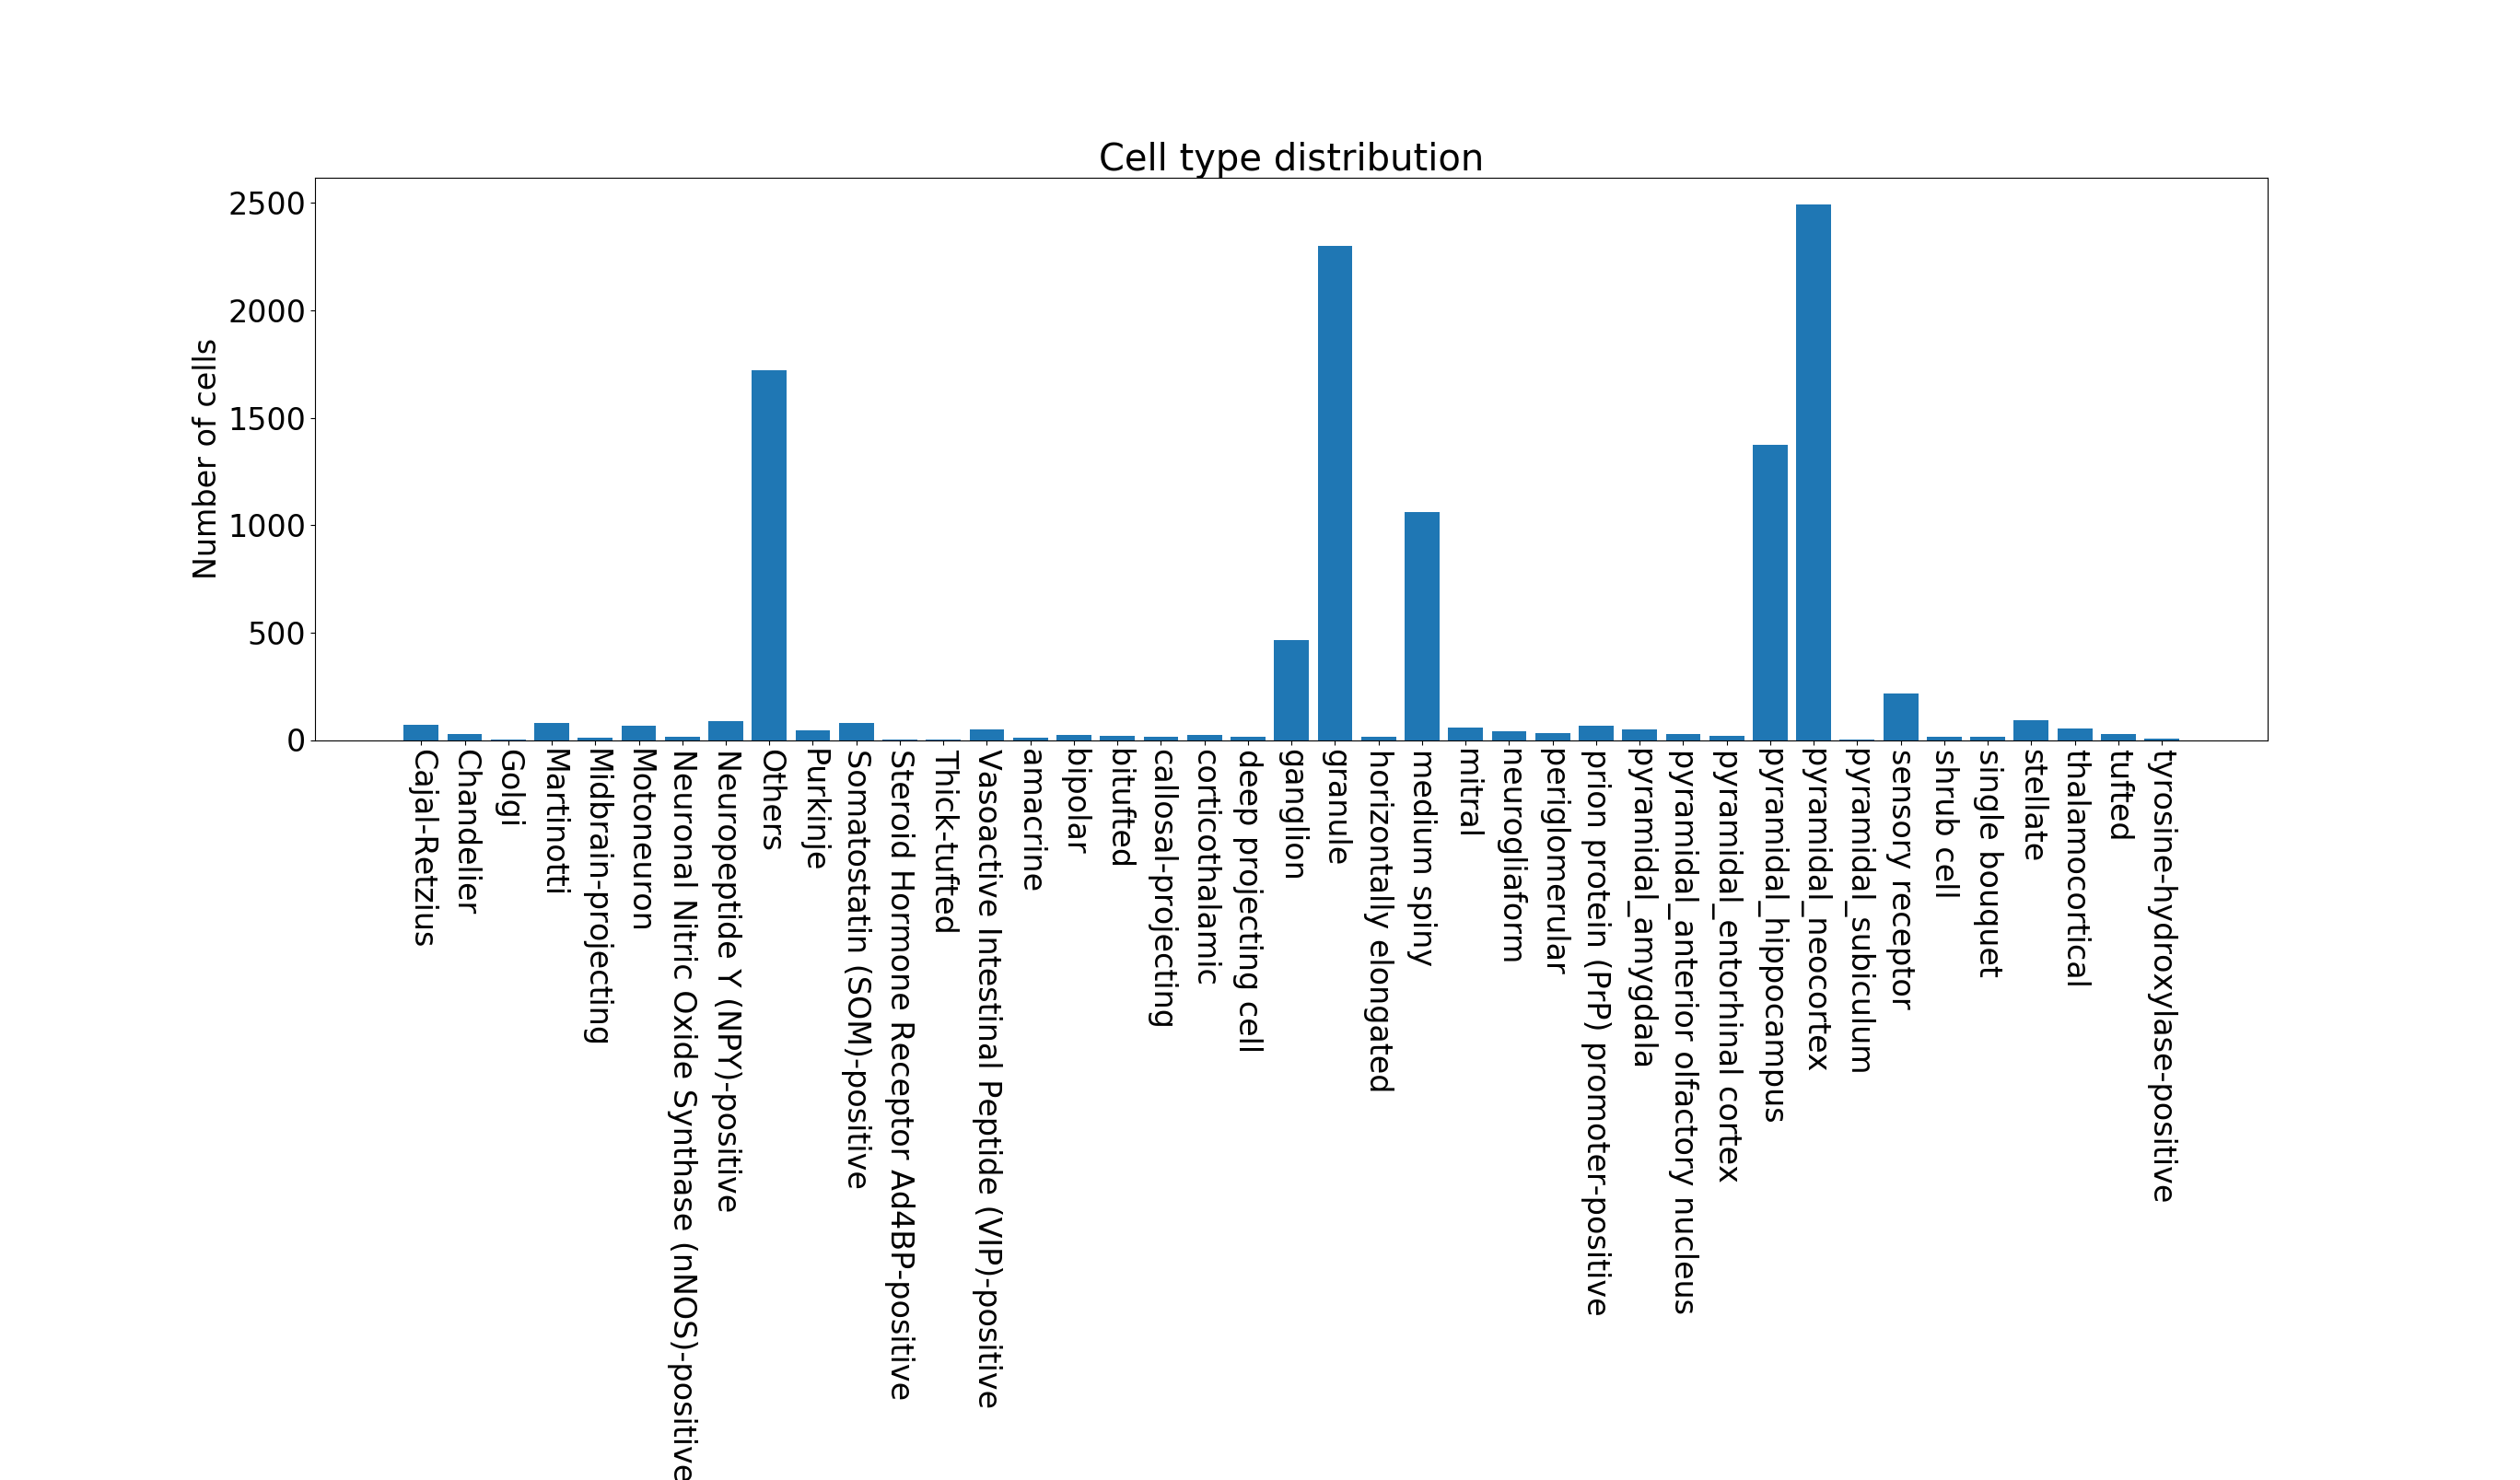 Cell type distribution
Number of cells
2500
2000
1500
1000
500
0
Cajal-Retzius
Chandelier
Golgi
Martinotti
Midbrain-projecting
Motoneuron
Neuronal Nitric Oxide Synthase (nNOS)-positive
Neuropeptide Y (NPY)-positive
Others
Purkinje
Somatostatin (SOM)-positive
Steroid Hormone Receptor Ad4BP-positive
Thick-tufted
Vasoactive Intestinal Peptide (VIP)-positive
amacrine
bipolar
bitufted
callosal-projecting
corticothalamic
deep projecting cell
ganglion
granule
horizontally elongated
medium spiny
mitral
neurogliaform
periglomerular
prion protein (PrP) promoter-positive
pyramidal_amygdala
pyramidal_anterior olfactory nucleus
pyramidal_entorhinal cortex
pyramidal_hippocampus
pyramidal_neocortex
pyramidal_subiculum
sensory receptor
shrub cell
single bouquet
stellate
thalamocortical
tufted
tyrosine-hydroxylase-positive